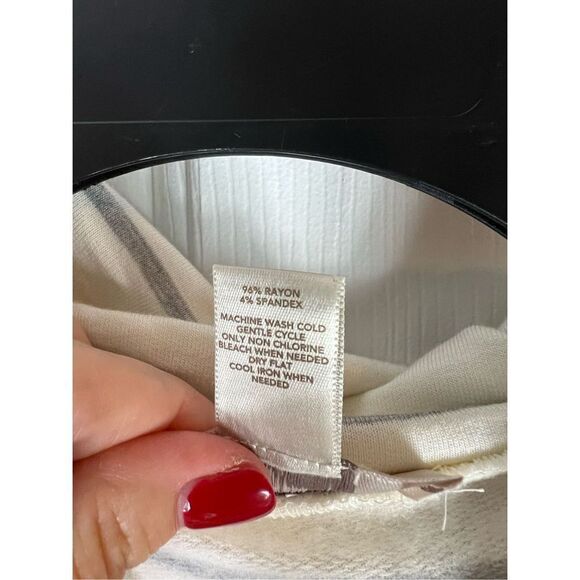 96% RAYON
4% SPANDEX
MACHINE WASH COLD
GENTLE CYCLE
ONLY NON CHLORINE
BLEACH WHEN NEEDED
DRY FLAT
COOL IRON WHEN
NEEDED